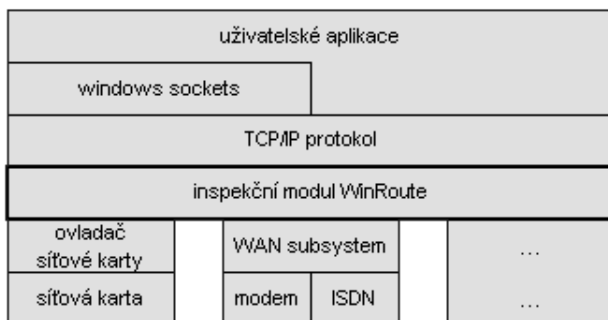 uživatelské aplikace
windows sockets
TCP/IP protokol
inspekční modul WinRoute
ovladač
síťové karty
WAN subsystem
...
síťová karta
modem
ISDN
...